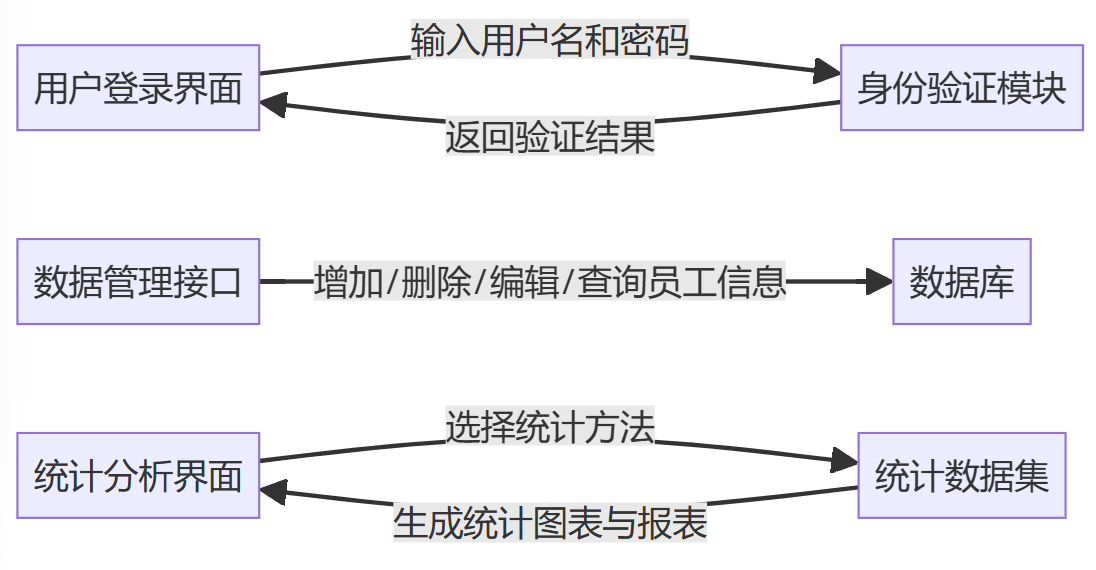 输入用户名和密码
用户登录界面
身份验证模块
返回验证结果
数据管理接口
增加/删除/编辑/查询员工信息
数据库
选择统计方法
统计分析界面
统计数据集
生成统计图表与报表